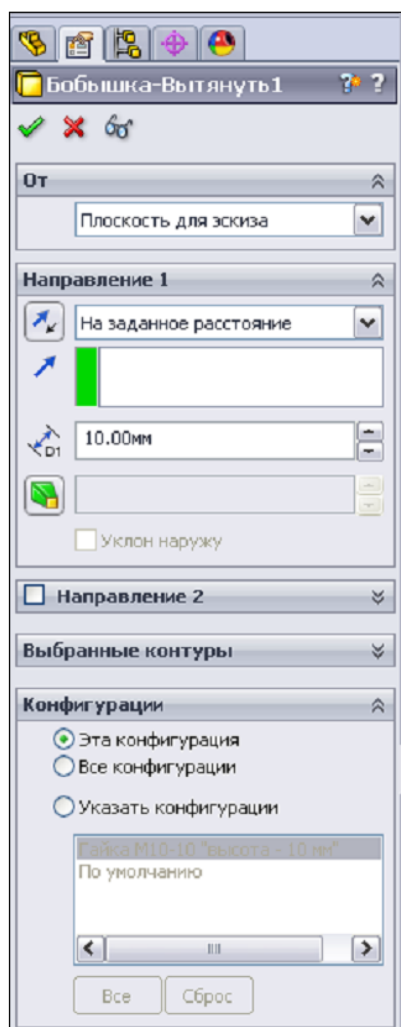 Бобышка-Вытянуть1 ? ?
От
Плоскость для эскиза
Направление 1
На заданное расстояние
D1
10.00мм
Уклон наружу
Направление 2
Выбранные контуры
Конфигурации
Эта конфигурация
Все конфигурации
Указать конфигурации
Гайка М10-10 "высота - 10 мм"
По умолчанию
Все Сброс